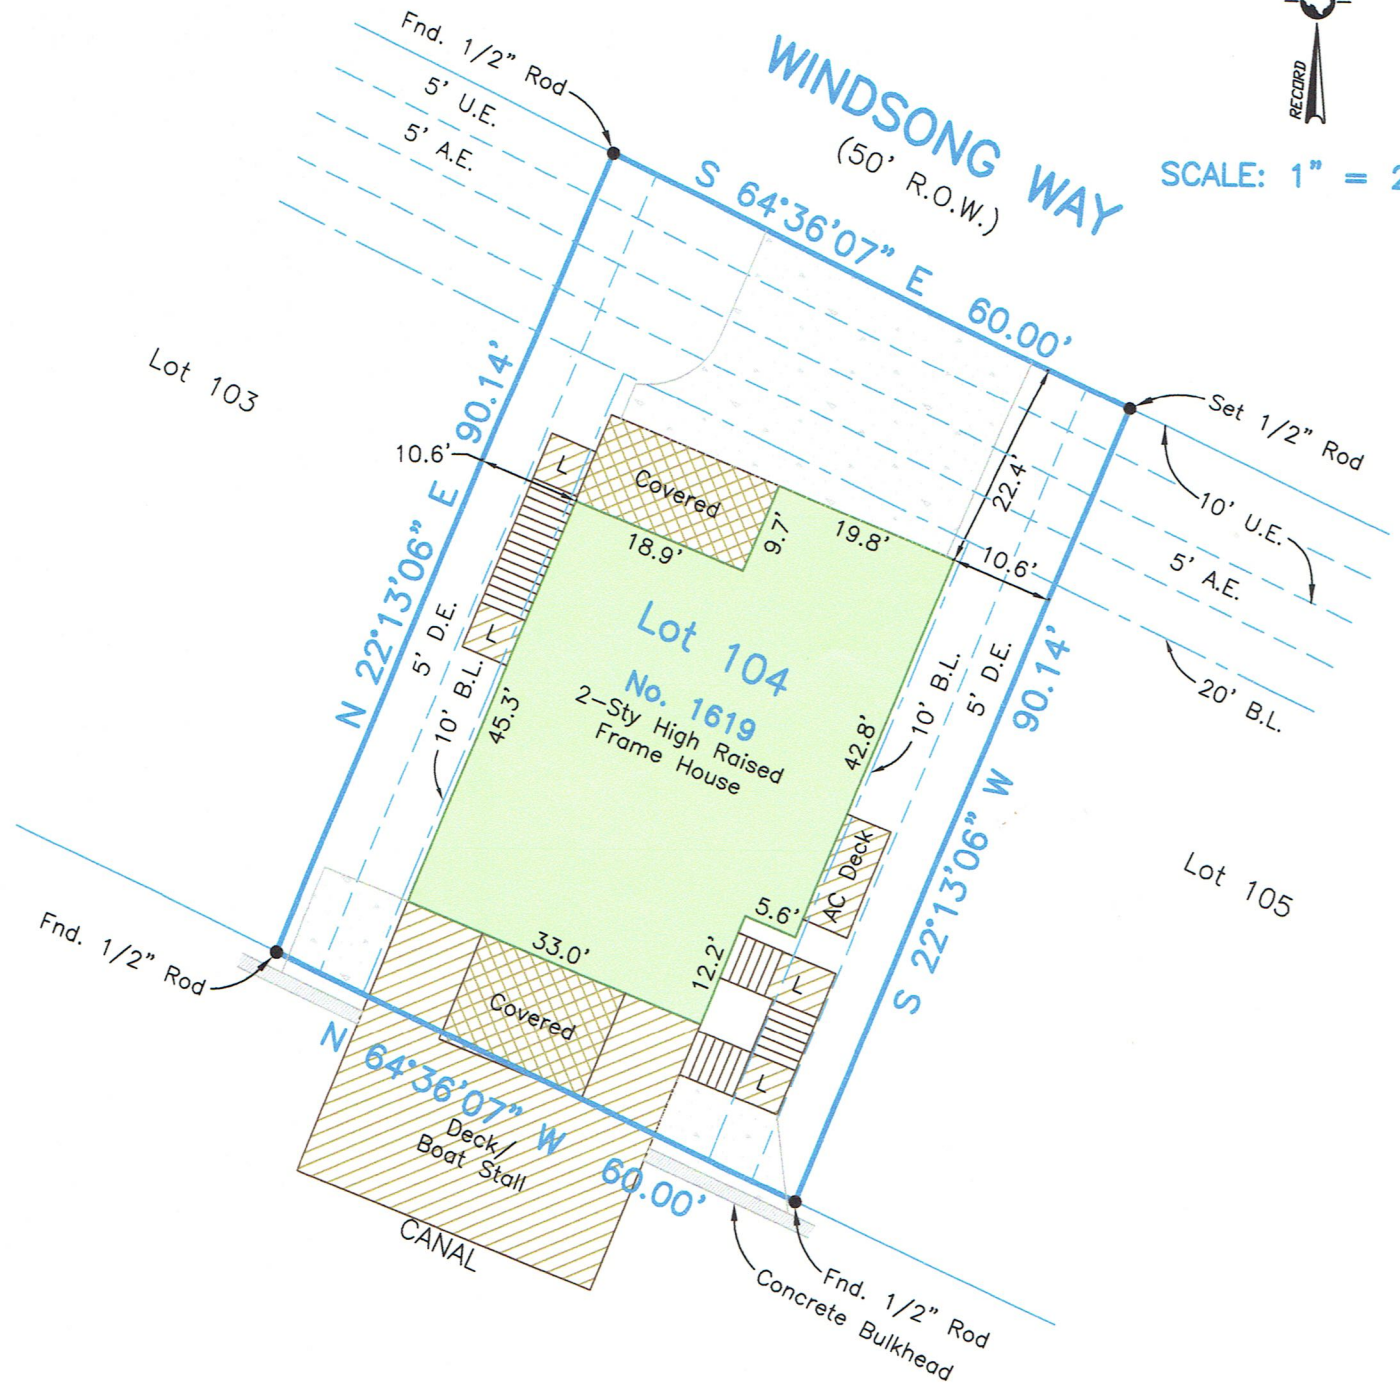 Fnd. 1/2" Rod
5' U.E.
5' A.E.
WINDSONG WAY
(50' R.O.W.)
RECORD
SCALE: 1" = 2
S 64°36'07" E 60.00'
Lot 103
N 22°13'06" E 90.14'
10.6'
L
L
Covered
18.9'
9.7'
19.8'
22.4'
10.6'
Set 1/2" Rod
10' U.E.
5' A.E.
20' B.L.
5' D.E.
10' B.L.
45.3'
Lot 104
No. 1619
2-Sty High Raised
Frame House
42.8'
10' B.L.
5' D.E.
S 22°13'06" W 90.14'
AC Deck
Lot 105
5.6'
12.2'
33.0'
Covered
L
L
Fnd. 1/2" Rod
N 64°36'07" W 60.00'
Deck/
Boat Stall
CANAL
Fnd. 1/2" Rod
Concrete Bulkhead